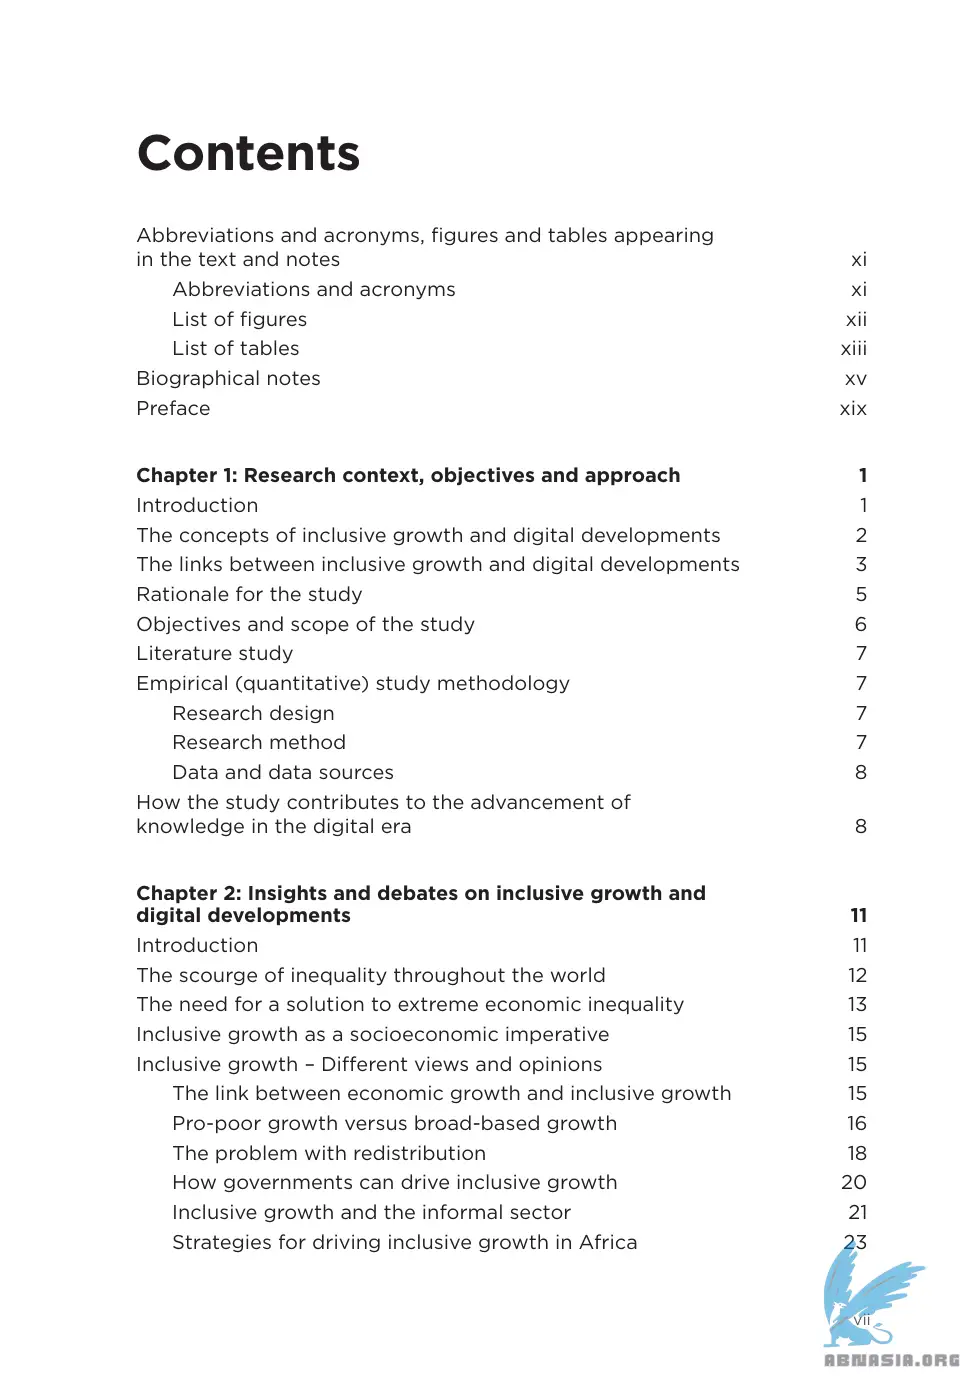 Contents
Abbreviations and acronyms, figures and tables appearing
in the text and notes xi
Abbreviations and acronyms xi
List of figures xii
List of tables xiii
Biographical notes xv
Preface xix
Chapter 1: Research context, objectives and approach 1
Introduction 1
The concepts of inclusive growth and digital developments 2
The links between inclusive growth and digital developments 3
Rationale for the study 5
Objectives and scope of the study 6
Literature study 7
Empirical (quantitative) study methodology 7
Research design 7
Research method 7
Data and data sources 8
How the study contributes to the advancement of
knowledge in the digital era 8
Chapter 2: Insights and debates on inclusive growth and
digital developments 11
Introduction 11
The scourge of inequality throughout the world 12
The need for a solution to extreme economic inequality 13
Inclusive growth as a socioeconomic imperative 15
Inclusive growth – Different views and opinions 15
The link between economic growth and inclusive growth 15
Pro-poor growth versus broad-based growth 16
The problem with redistribution 18
How governments can drive inclusive growth 20
Inclusive growth and the informal sector 21
Strategies for driving inclusive growth in Africa 23
vii
ABNASIA.ORG